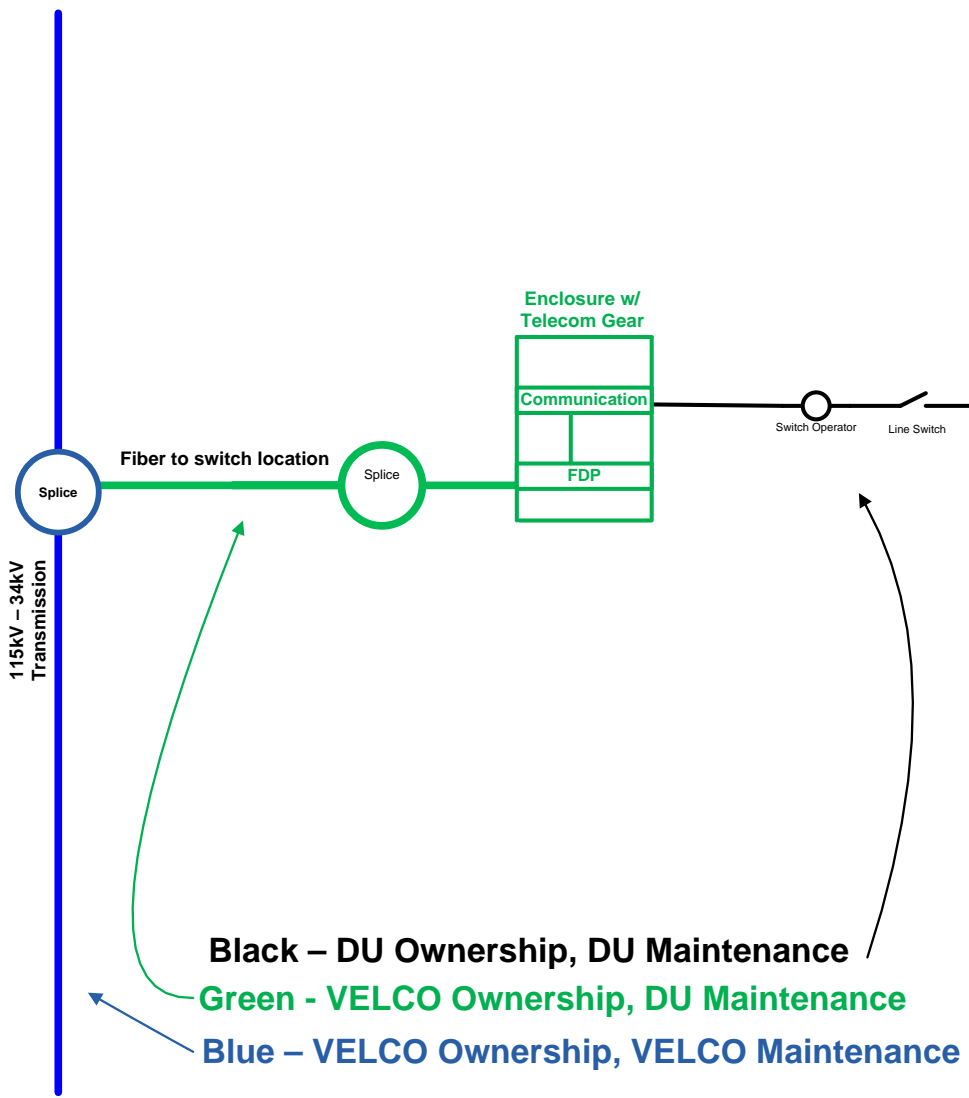 Enclosure w/
Telecom Gear
Communication
Switch Operator
Line Switch
Fiber to switch location
Splice
Splice
FDP
115kV – 34kV
Transmission
Black – DU Ownership, DU Maintenance
Green - VELCO Ownership, DU Maintenance
Blue – VELCO Ownership, VELCO Maintenance